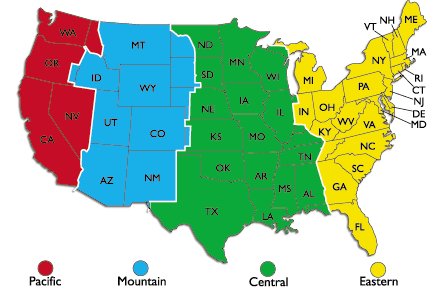 NH
ME
VT
WA
MT
ND
MN
OR
ID
SD
WI
MI
NY
MA
RI
CT
NJ
DE
MD
WY
IA
PA
NL
NV
UT
CO
IL
IN
OH
WV
VA
CA
KS
MO
KY
NC
AZ
NM
OK
AR
TN
SC
MS
AL
GA
TX
LA
FL
Pacific
Mountain
Central
Eastern